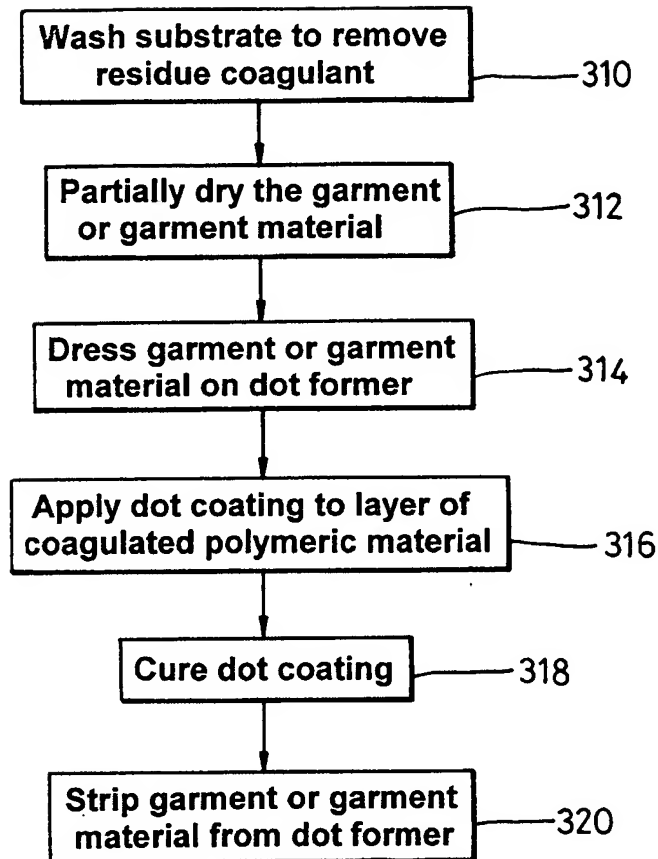 Wash substrate to remove
residue coagulant
310
Partially dry the garment
or garment material
312
Dress garment or garment
material on dot former
314
Apply dot coating to layer of
coagulated polymeric material
316
Cure dot coating
318
Strip garment or garment
material from dot former
320